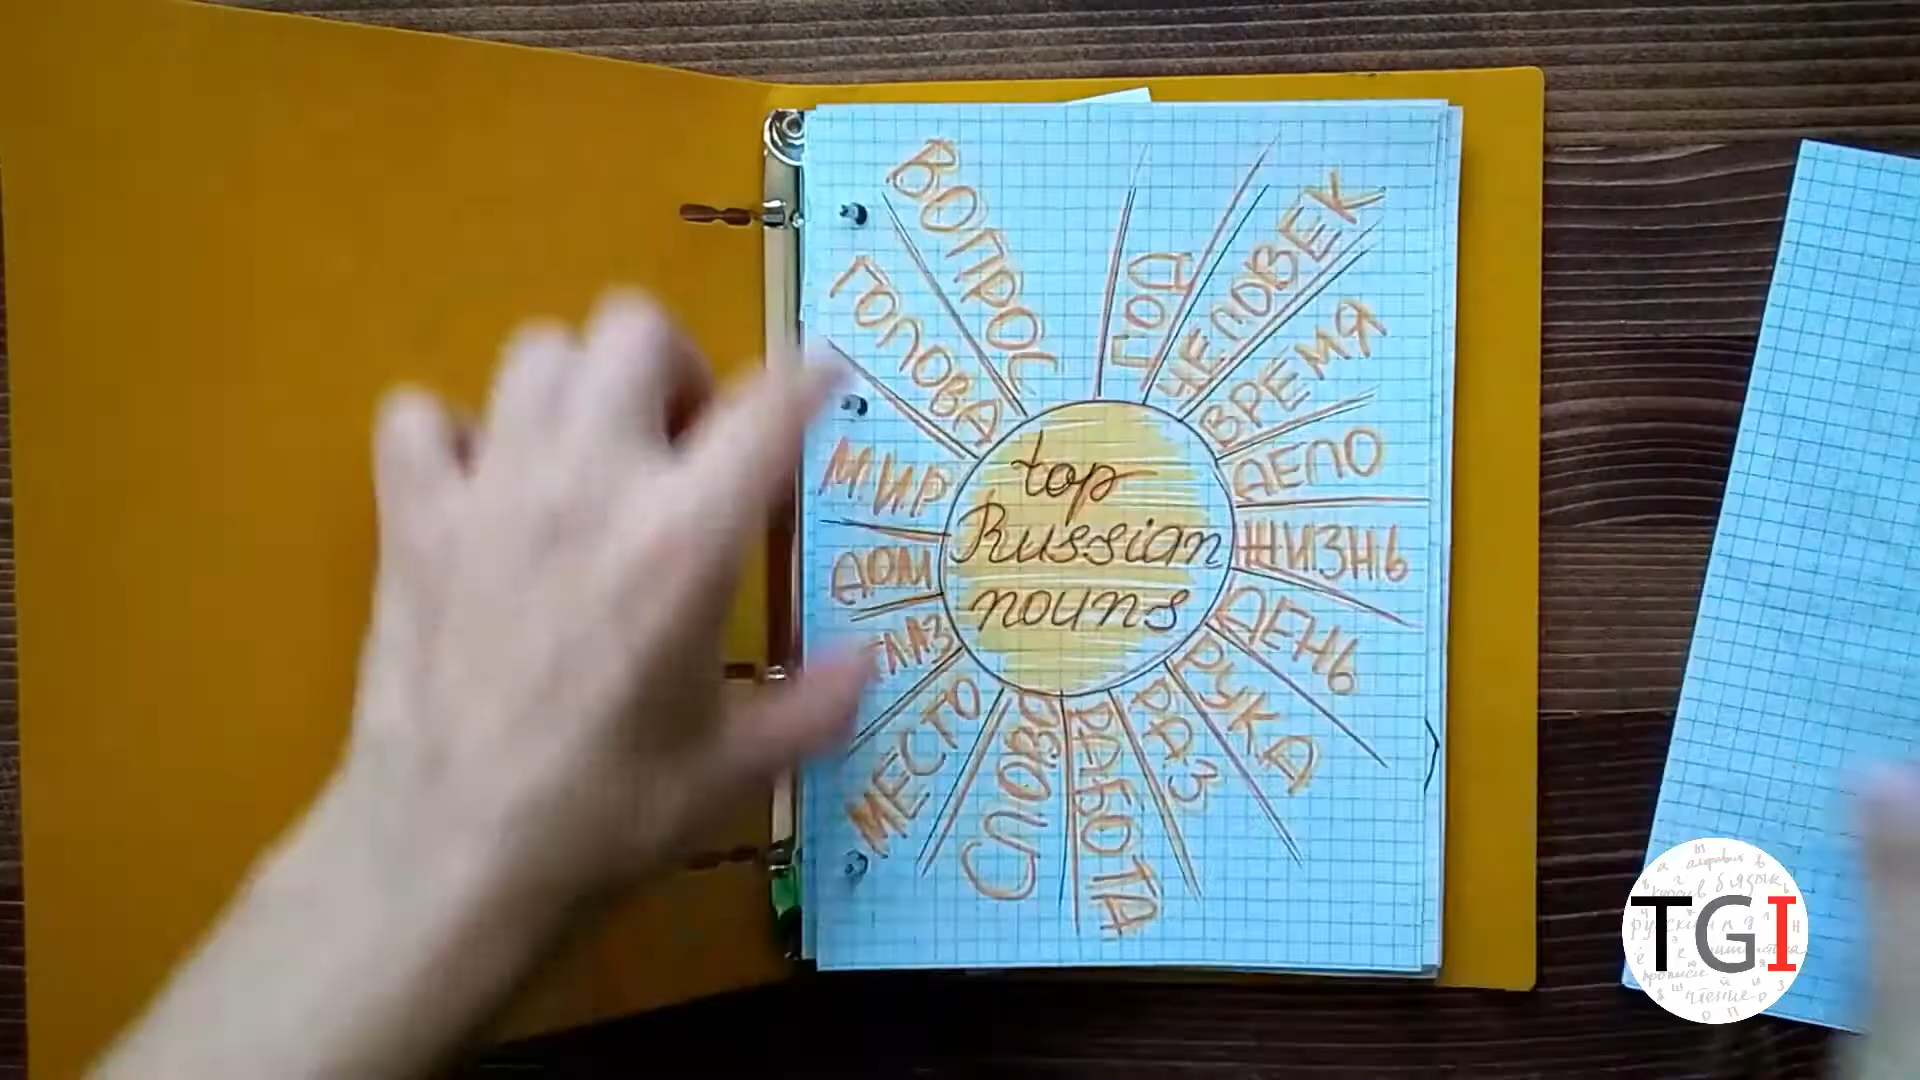 top
Russian
nouns
ГОД
ЧЕЛОВЕК
ВРЕМЯ
ДЕЛО
ЖИЗНЬ
ДЕНЬ
РУКА
РАЗ
РАБОТА
СЛОВО
МЕСТО
ГЛАЗ
ДОМ
МИР
ГОЛОВА
ВОПРОС
TGI